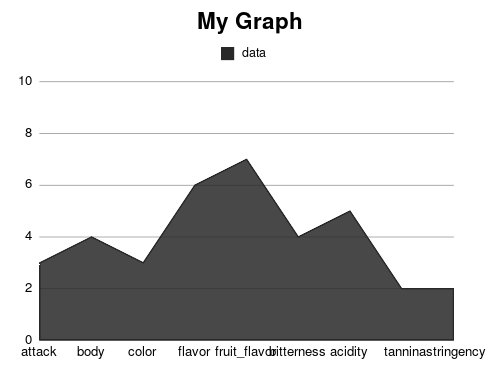 My Graph
data
10
8
6
4
2
0
attack body color flavor fruit_flavor bitterness acidity tannin astringency